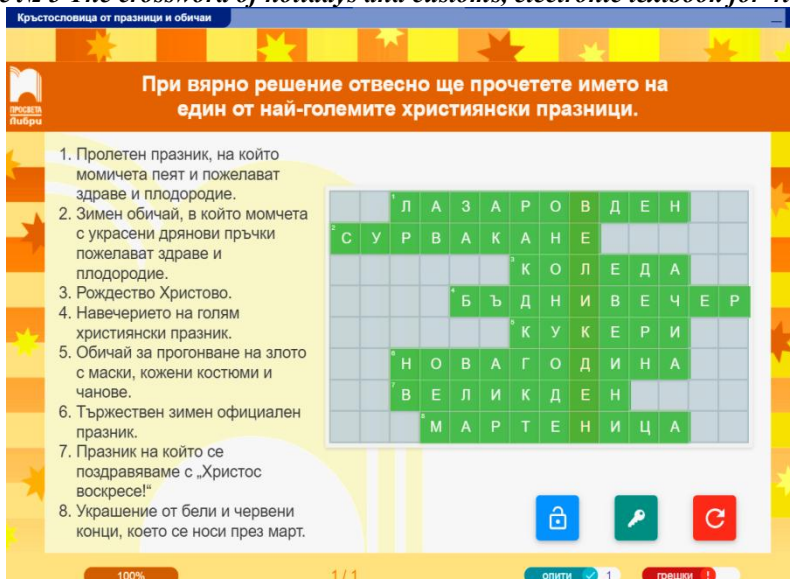 Кръстословица от празници и обичаи
При вярно решение отвесно ще прочетете името на
един от най-големите християнски празници.
ПРОСВЕТА
Либри
1. Пролетен празник, на който
момичета пеят и пожелават
здраве и плодородие.
2. Зимен обичай, в който момчета
с украсени дрянови пръчки
пожелават здраве и
плодородие.
3. Рождество Христово.
4. Навечерието на голям
християнски празник.
5. Обичай за прогонване на злото
с маски, кожени костюми и
чанове.
6. Тържествен зимен официален
празник.
7. Празник на който се
поздравяваме с „Христос
воскресе!“
8. Украшение от бели и червени
конци, което се носи през март.
1 Л А З А Р О В Д Е Н
2 С У Р В А К А Н Е
3 К О Л Е Д А
4 Б Ъ Д Н И В Е Ч Е Р
5 К У К Е Р И
6 Н О В А Г О Д И Н А
7 В Е Л И К Д Е Н
8 М А Р Т Е Н И Ц А
100% 1 / 1 опити 1 грешки